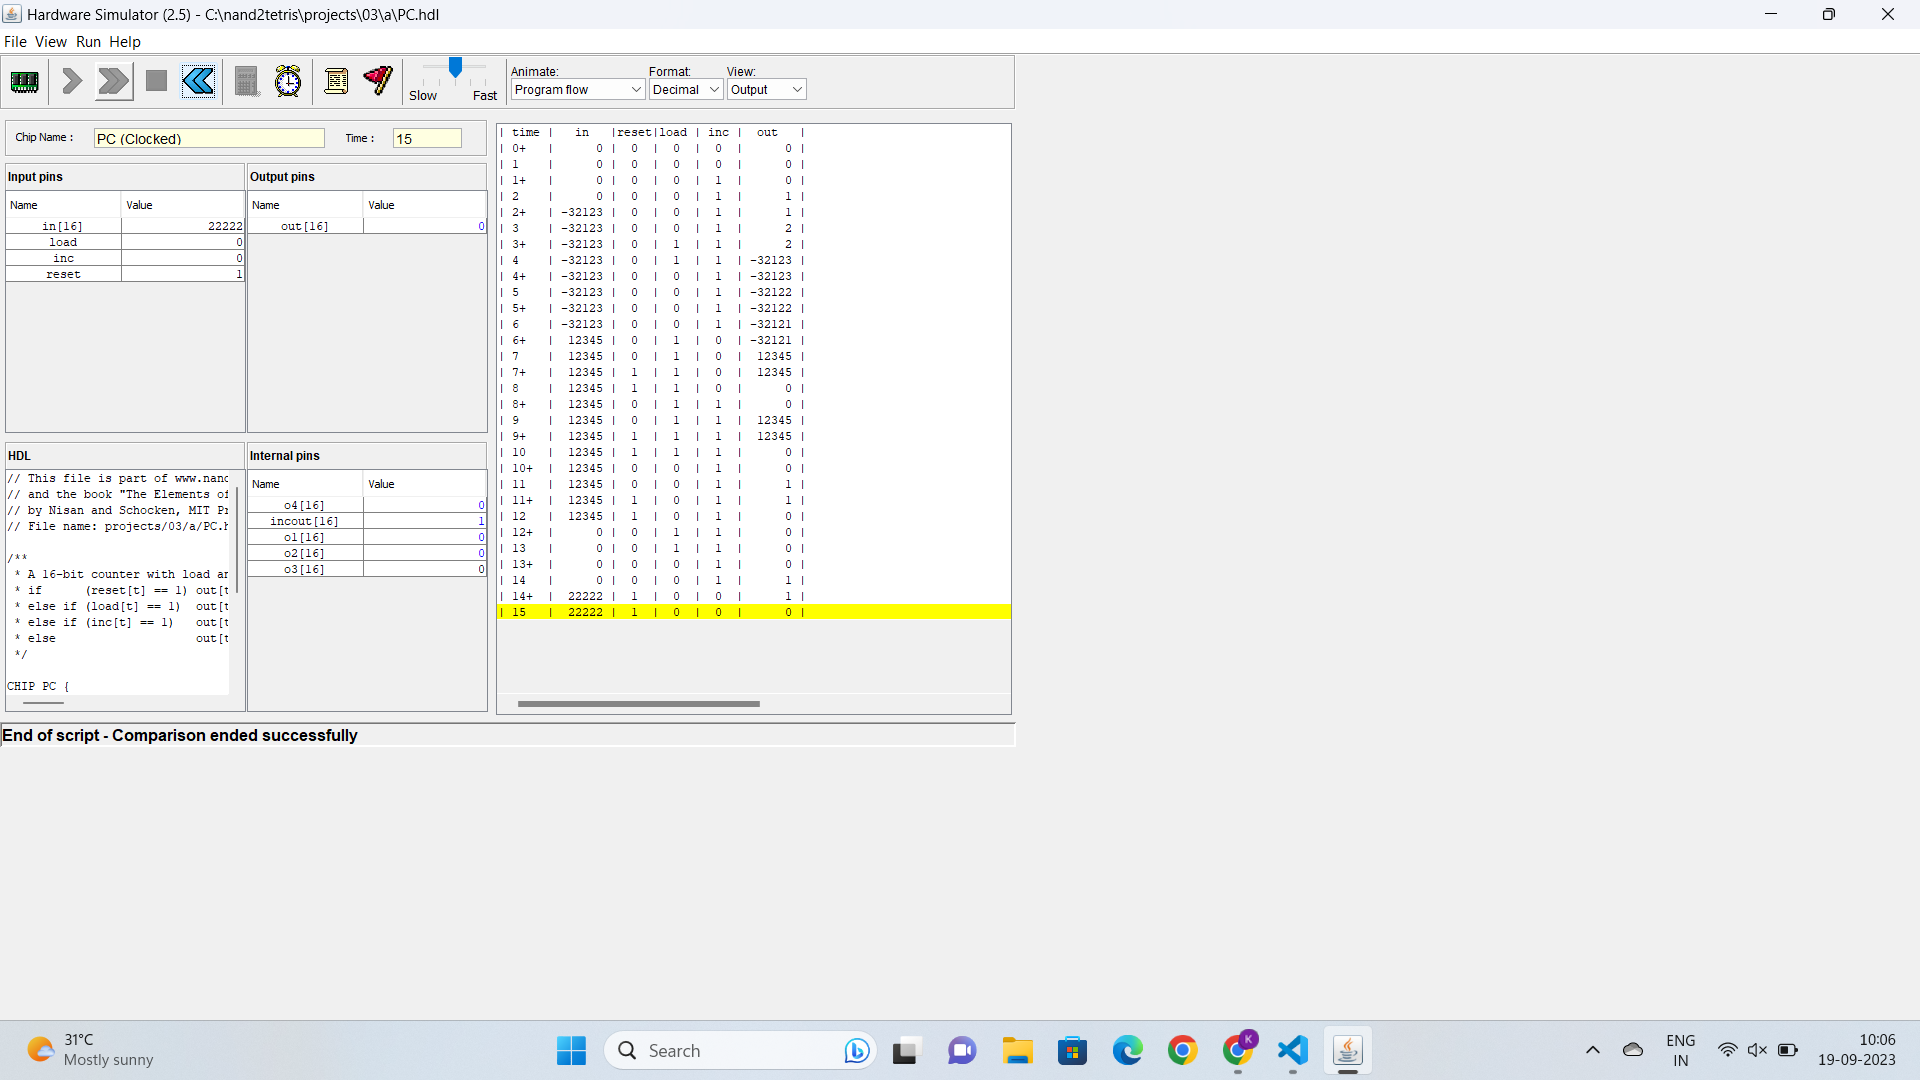 Hardware Simulator (2.5) - C:\nand2tetris\projects\03\a\PC.hdl
File View Run Help
Slow Fast
Animate: Format: View:
Program flow Decimal Output
Chip Name : PC (Clocked) Time : 15
Input pins
Name Value
in[16] 22222
load 0
inc 0
reset 1
Output pins
Name Value
out[16] 0
HDL
// This file is part of www.nand
// and the book "The Elements of
// by Nisan and Schocken, MIT Pr
// File name: projects/03/a/PC.h
/**
* A 16-bit counter with load an
* if (reset[t] == 1) out[t
* else if (load[t] == 1) out[t
* else if (inc[t] == 1) out[t
* else out[t
*/
CHIP PC {
Internal pins
Name Value
o4[16] 0
incout[16] 1
o1[16] 0
o2[16] 0
o3[16] 0
| time | in |reset|load | inc | out |
| 0+ | 0 | 0 | 0 | 0 | 0 |
| 1 | 0 | 0 | 0 | 0 | 0 |
| 1+ | 0 | 0 | 0 | 1 | 0 |
| 2 | 0 | 0 | 0 | 1 | 1 |
| 2+ | -32123 | 0 | 0 | 1 | 1 |
| 3 | -32123 | 0 | 0 | 1 | 2 |
| 3+ | -32123 | 0 | 1 | 1 | 2 |
| 4 | -32123 | 0 | 1 | 1 | -32123 |
| 4+ | -32123 | 0 | 0 | 1 | -32123 |
| 5 | -32123 | 0 | 0 | 1 | -32122 |
| 5+ | -32123 | 0 | 0 | 1 | -32122 |
| 6 | -32123 | 0 | 0 | 1 | -32121 |
| 6+ | 12345 | 0 | 1 | 0 | -32121 |
| 7 | 12345 | 0 | 1 | 0 | 12345 |
| 7+ | 12345 | 1 | 1 | 0 | 12345 |
| 8 | 12345 | 1 | 1 | 0 | 0 |
| 8+ | 12345 | 0 | 1 | 1 | 0 |
| 9 | 12345 | 0 | 1 | 1 | 12345 |
| 9+ | 12345 | 1 | 1 | 1 | 12345 |
| 10 | 12345 | 1 | 1 | 1 | 0 |
| 10+ | 12345 | 0 | 0 | 1 | 0 |
| 11 | 12345 | 0 | 0 | 1 | 1 |
| 11+ | 12345 | 1 | 0 | 1 | 1 |
| 12 | 12345 | 1 | 0 | 1 | 0 |
| 12+ | 0 | 0 | 1 | 1 | 0 |
| 13 | 0 | 0 | 1 | 1 | 0 |
| 13+ | 0 | 0 | 0 | 1 | 0 |
| 14 | 0 | 0 | 0 | 1 | 1 |
| 14+ | 22222 | 1 | 0 | 0 | 1 |
| 15 | 22222 | 1 | 0 | 0 | 0 |
End of script - Comparison ended successfully
31°C
Mostly sunny
Search
K
ENG
IN
10:06
19-09-2023